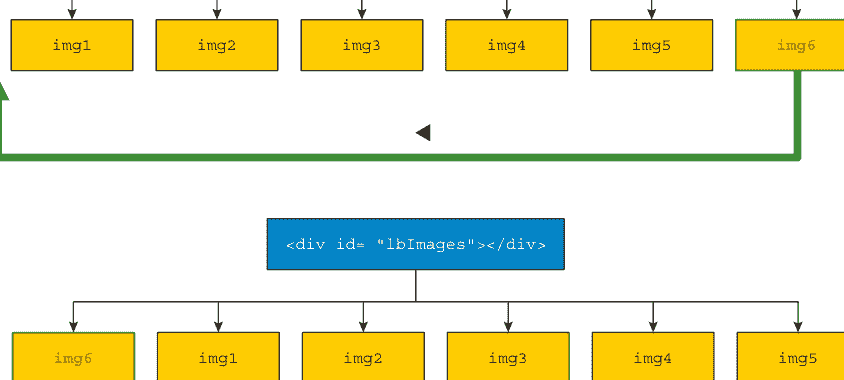 img1 img2 img3 img4 img5 img6
<div id= "lbImages"></div>
img6 img1 img2 img3 img4 img5